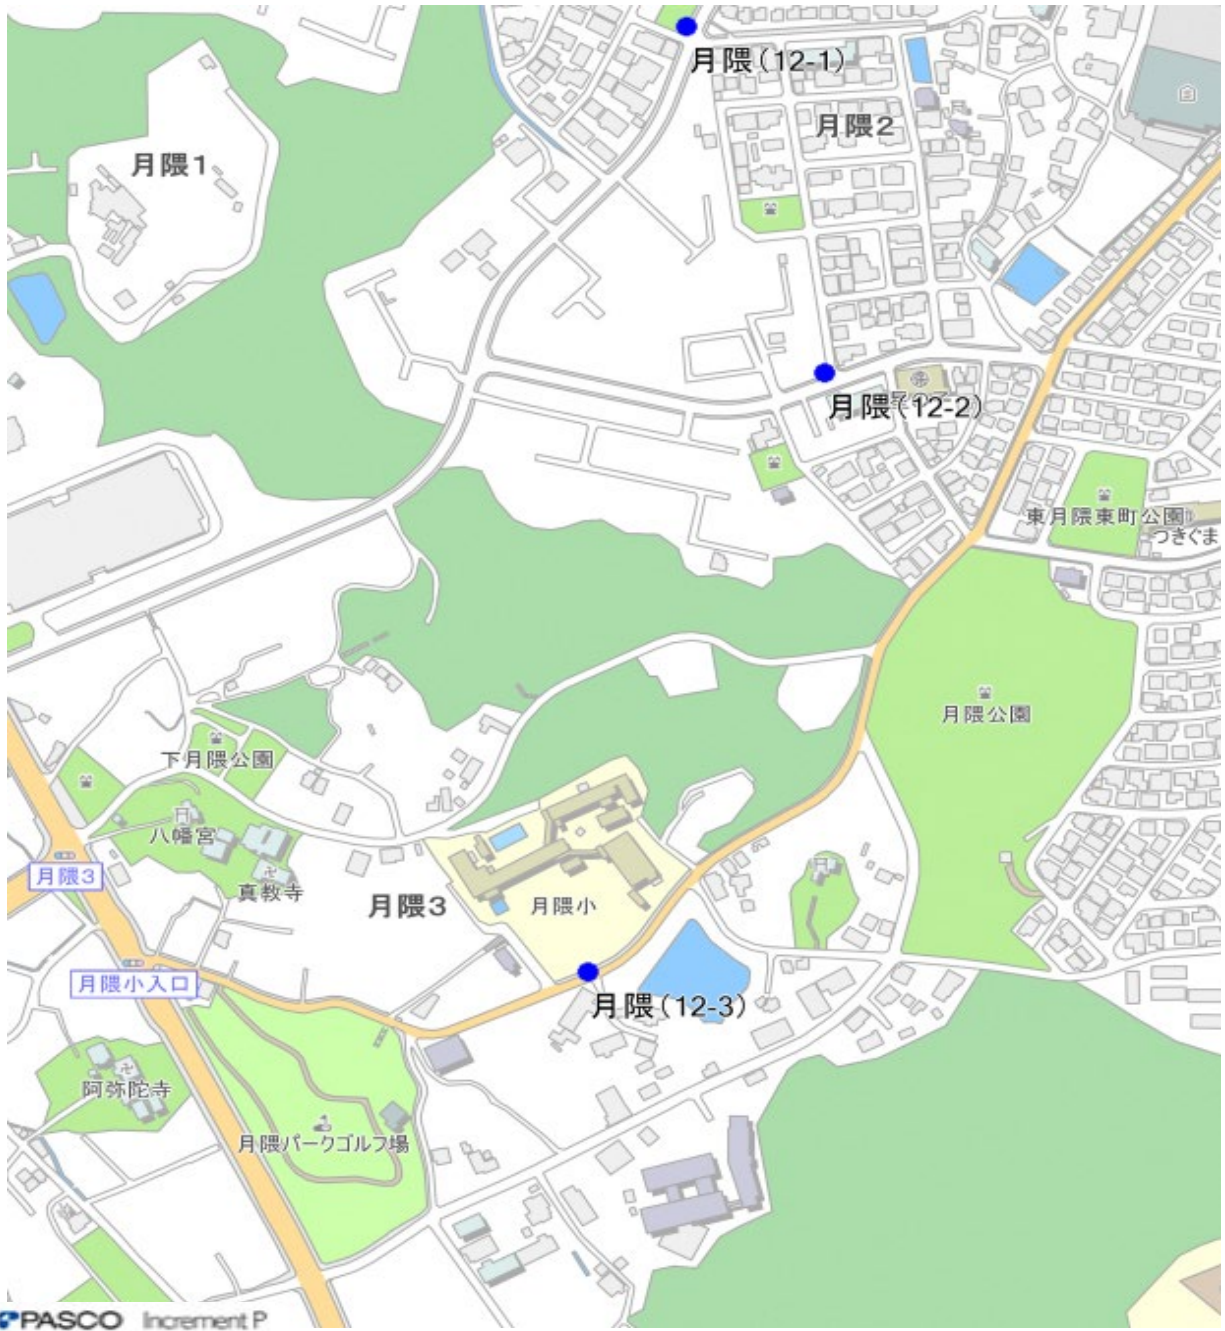 月隈(12-1)
月隈2
月隈1
月隈(12-2)
東月隈東町公園
つきぐま
月隈公園
下月隈公園
八幡宮
月隈3
真教寺
月隈3
月隈小
月隈小入口
月隈(12-3)
阿弥陀寺
月隈パークゴルフ場
PASCO Increment P